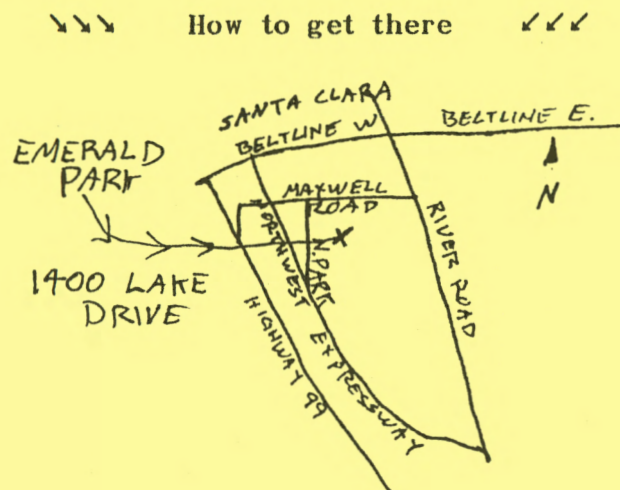 How to get there
SANTA CLARA
BELTLINE W
BELTLINE E.
EMERALD
PARK
MAXWELL
ROAD
N
1400 LAKE
DRIVE
NORTHWEST
EXPRESSWAY
N. PARK
RIVER ROAD
HIGHWAY 99